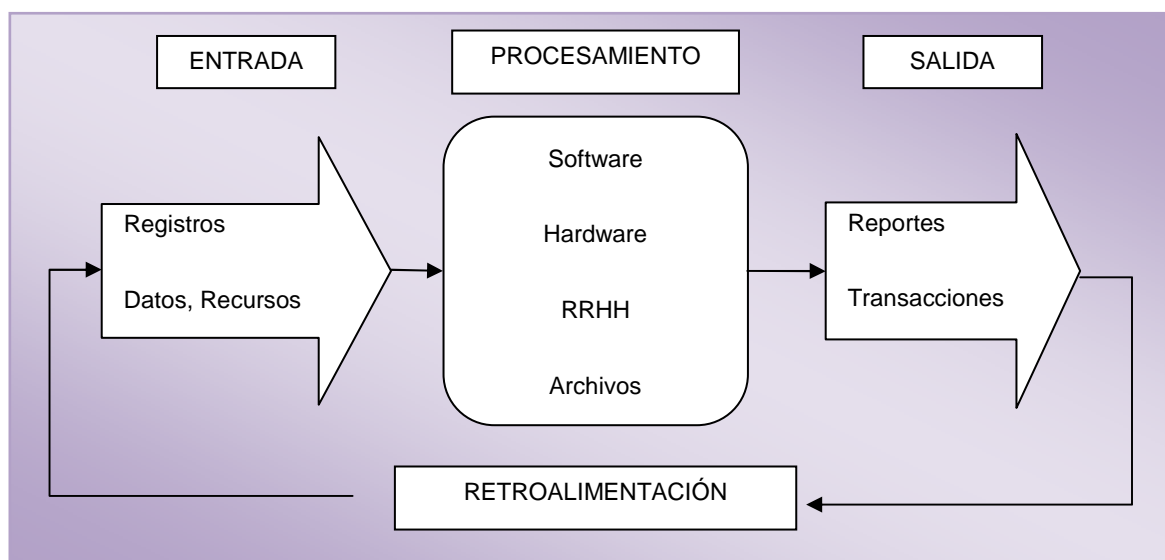 ENTRADA
PROCESAMIENTO
SALIDA
Registros
Datos, Recursos
Software
Hardware
RRHH
Archivos
Reportes
Transacciones
RETROALIMENTACIÓN